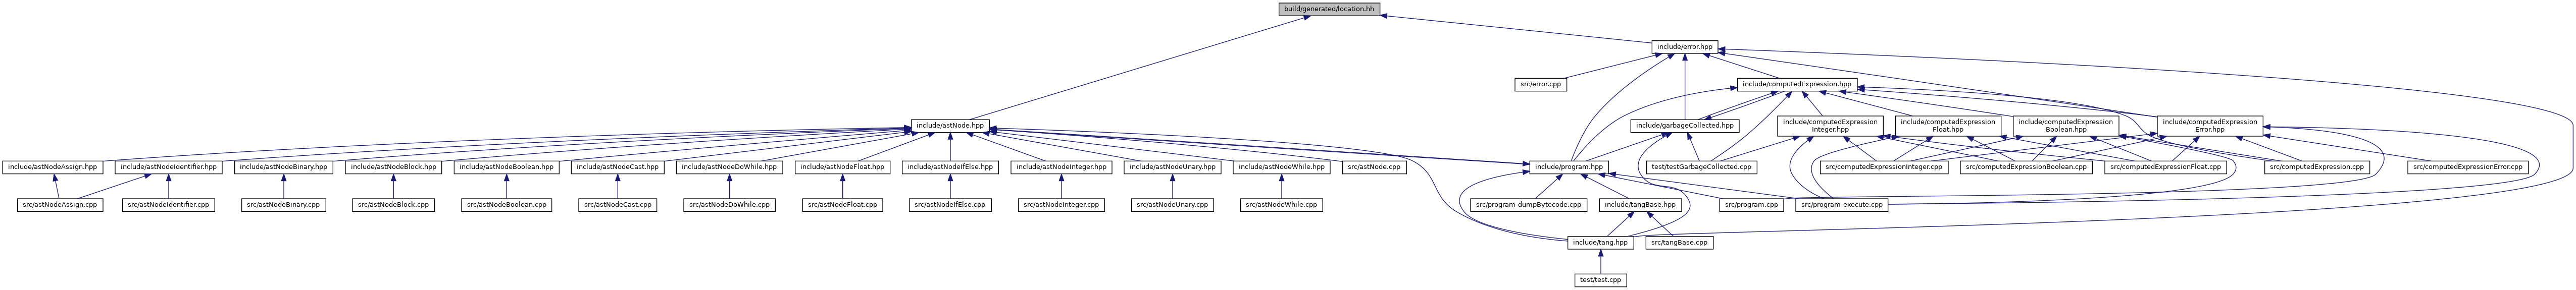 build/generated/location.hh
include/error.hpp
src/error.cpp
include/computedExpression.hpp
include/astNode.hpp
include/garbageCollected.hpp
include/computedExpression
Integer.hpp
include/computedExpression
Float.hpp
include/computedExpression
Boolean.hpp
include/computedExpression
Error.hpp
include/astNodeAssign.hpp
include/astNodeIdentifier.hpp
include/astNodeBinary.hpp
include/astNodeBlock.hpp
include/astNodeBoolean.hpp
include/astNodeCast.hpp
include/astNodeDoWhile.hpp
include/astNodeFloat.hpp
include/astNodeIfElse.hpp
include/astNodeInteger.hpp
include/astNodeUnary.hpp
include/astNodeWhile.hpp
src/astNode.cpp
include/program.hpp
test/testGarbageCollected.cpp
src/computedExpressionInteger.cpp
src/computedExpressionBoolean.cpp
src/computedExpressionFloat.cpp
src/computedExpression.cpp
src/computedExpressionError.cpp
src/astNodeAssign.cpp
src/astNodeIdentifier.cpp
src/astNodeBinary.cpp
src/astNodeBlock.cpp
src/astNodeBoolean.cpp
src/astNodeCast.cpp
src/astNodeDoWhile.cpp
src/astNodeFloat.cpp
src/astNodeIfElse.cpp
src/astNodeInteger.cpp
src/astNodeUnary.cpp
src/astNodeWhile.cpp
src/program-dumpBytecode.cpp
include/tangBase.hpp
src/program.cpp
src/program-execute.cpp
include/tang.hpp
src/tangBase.cpp
test/test.cpp